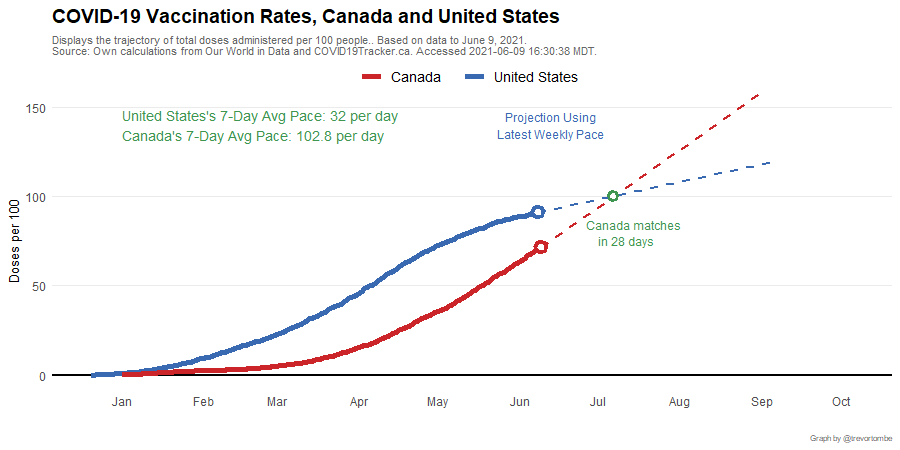 COVID-19 Vaccination Rates, Canada and United States
Displays the trajectory of total doses administered per 100 people.. Based on data to June 9, 2021.
Source: Own calculations from Our World in Data and COVID19Tracker.ca. Accessed 2021-06-09 16:30:38 MDT.
Canada United States
150
United States's 7-Day Avg Pace: 32 per day
Canada's 7-Day Avg Pace: 102.8 per day
Projection Using
Latest Weekly Pace
100
Canada matches
in 28 days
Doses per 100
50
0
Jan Feb Mar Apr May Jun Jul Aug Sep Oct
Graph by @trevortombe